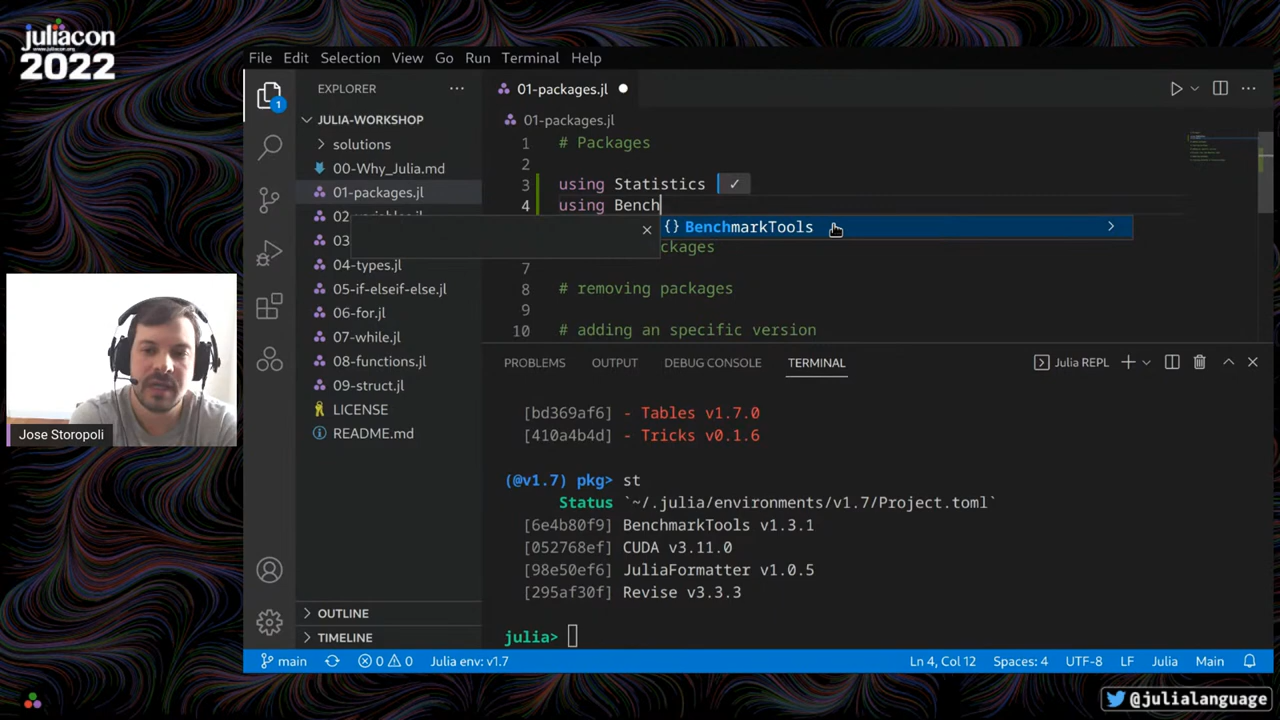 juliacon
www.juliacon.org
2022
File Edit Selection View Go Run Terminal Help
EXPLORER
JULIA-WORKSHOP
solutions
00-Why_Julia.md
01-packages.jl
02
03
04-types.jl
05-if-elseif-else.jl
06-for.jl
07-while.jl
08-functions.jl
09-struct.jl
LICENSE
README.md
OUTLINE
TIMELINE
1
01-packages.jl
01-packages.jl
1 # Packages
2
3 using Statistics ✓
4 using Bench
{} BenchmarkTools
ckages
7
8 # removing packages
9
10 # adding an specific version
PROBLEMS OUTPUT DEBUG CONSOLE TERMINAL Julia REPL
[bd369af6] - Tables v1.7.0
[410a4b4d] - Tricks v0.1.6
(@v1.7) pkg> st
Status `~/.julia/environments/v1.7/Project.toml`
[6e4b80f9] BenchmarkTools v1.3.1
[052768ef] CUDA v3.11.0
[98e50ef6] JuliaFormatter v1.0.5
[295af30f] Revise v3.3.3
julia>
main 0 0 Julia env: v1.7 Ln 4, Col 12 Spaces: 4 UTF-8 LF Julia Main
Jose Storopoli
@julialanguage